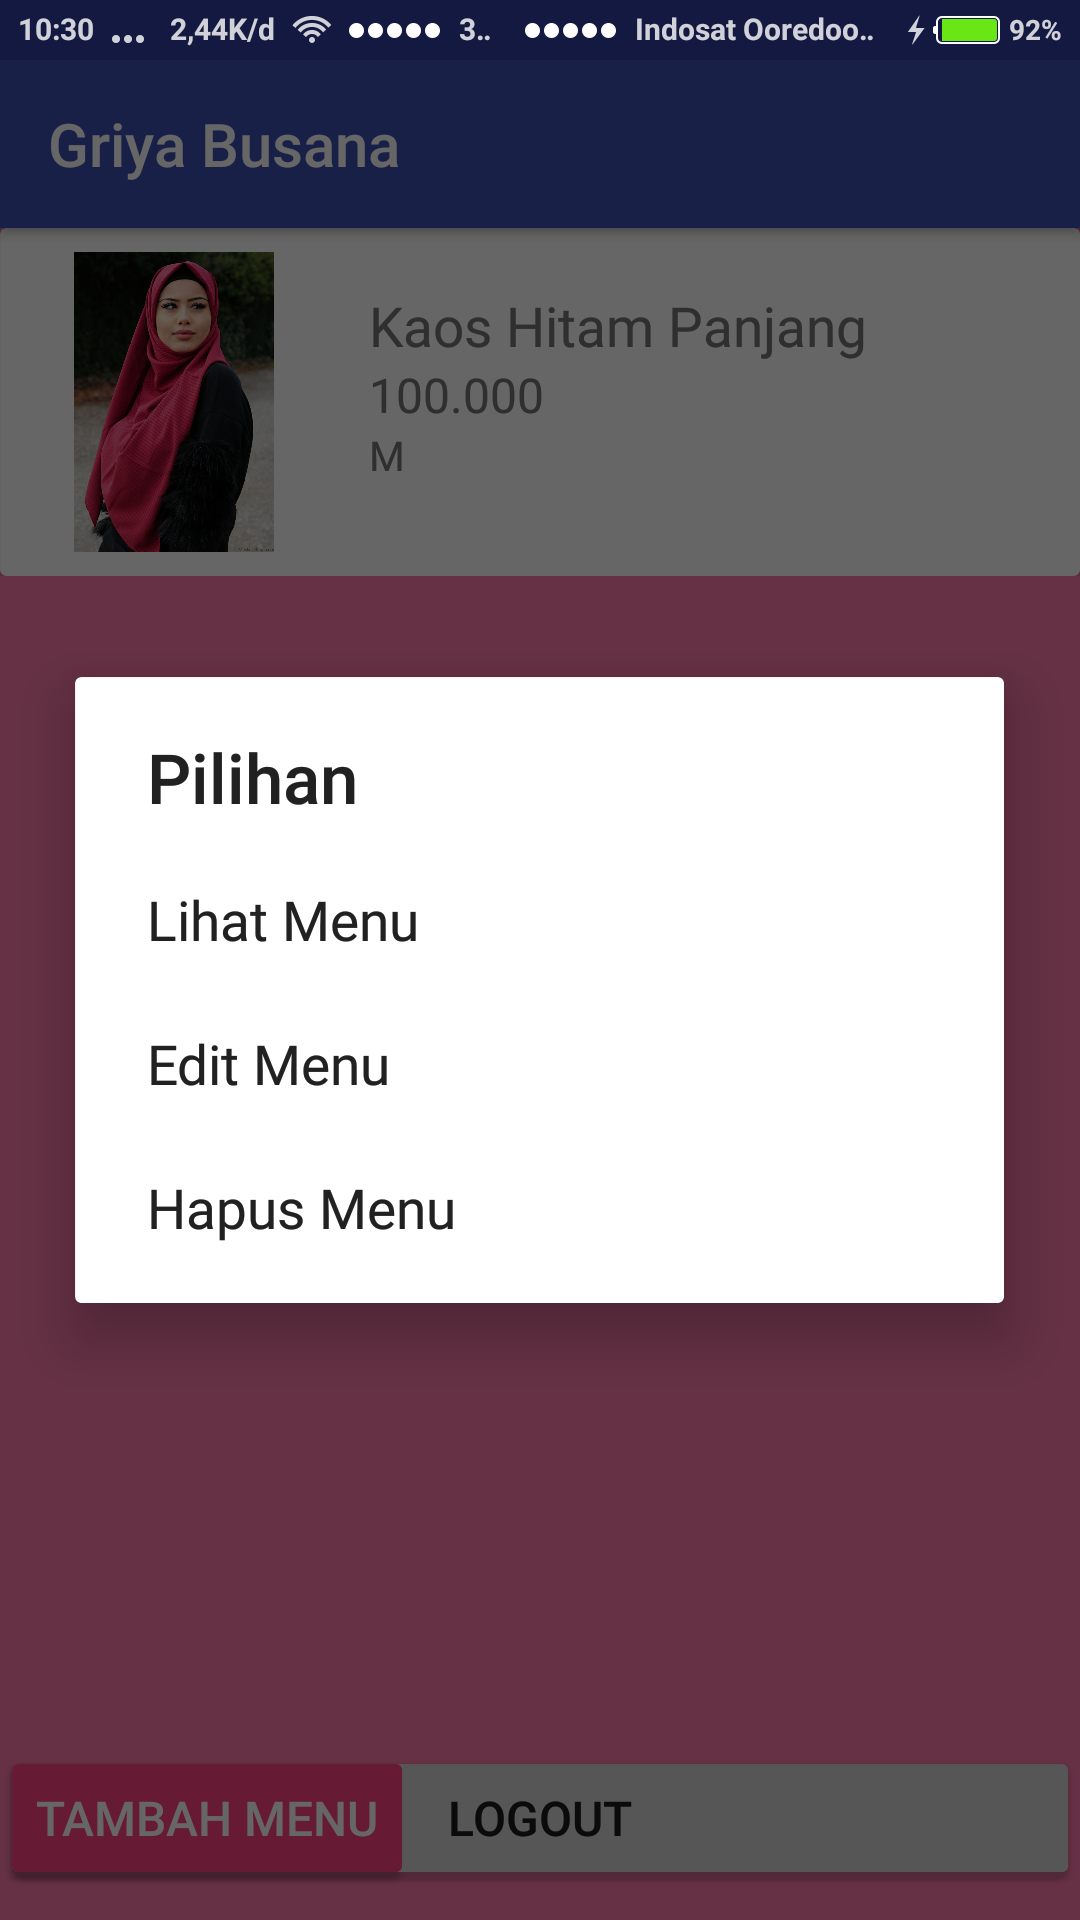 10:30 ... 2,44K/d 3.. Indosat Ooredoo.. 92%
Griya Busana
Kaos Hitam Panjang
100.000
M
Pilihan
Lihat Menu
Edit Menu
Hapus Menu
TAMBAH MENU LOGOUT